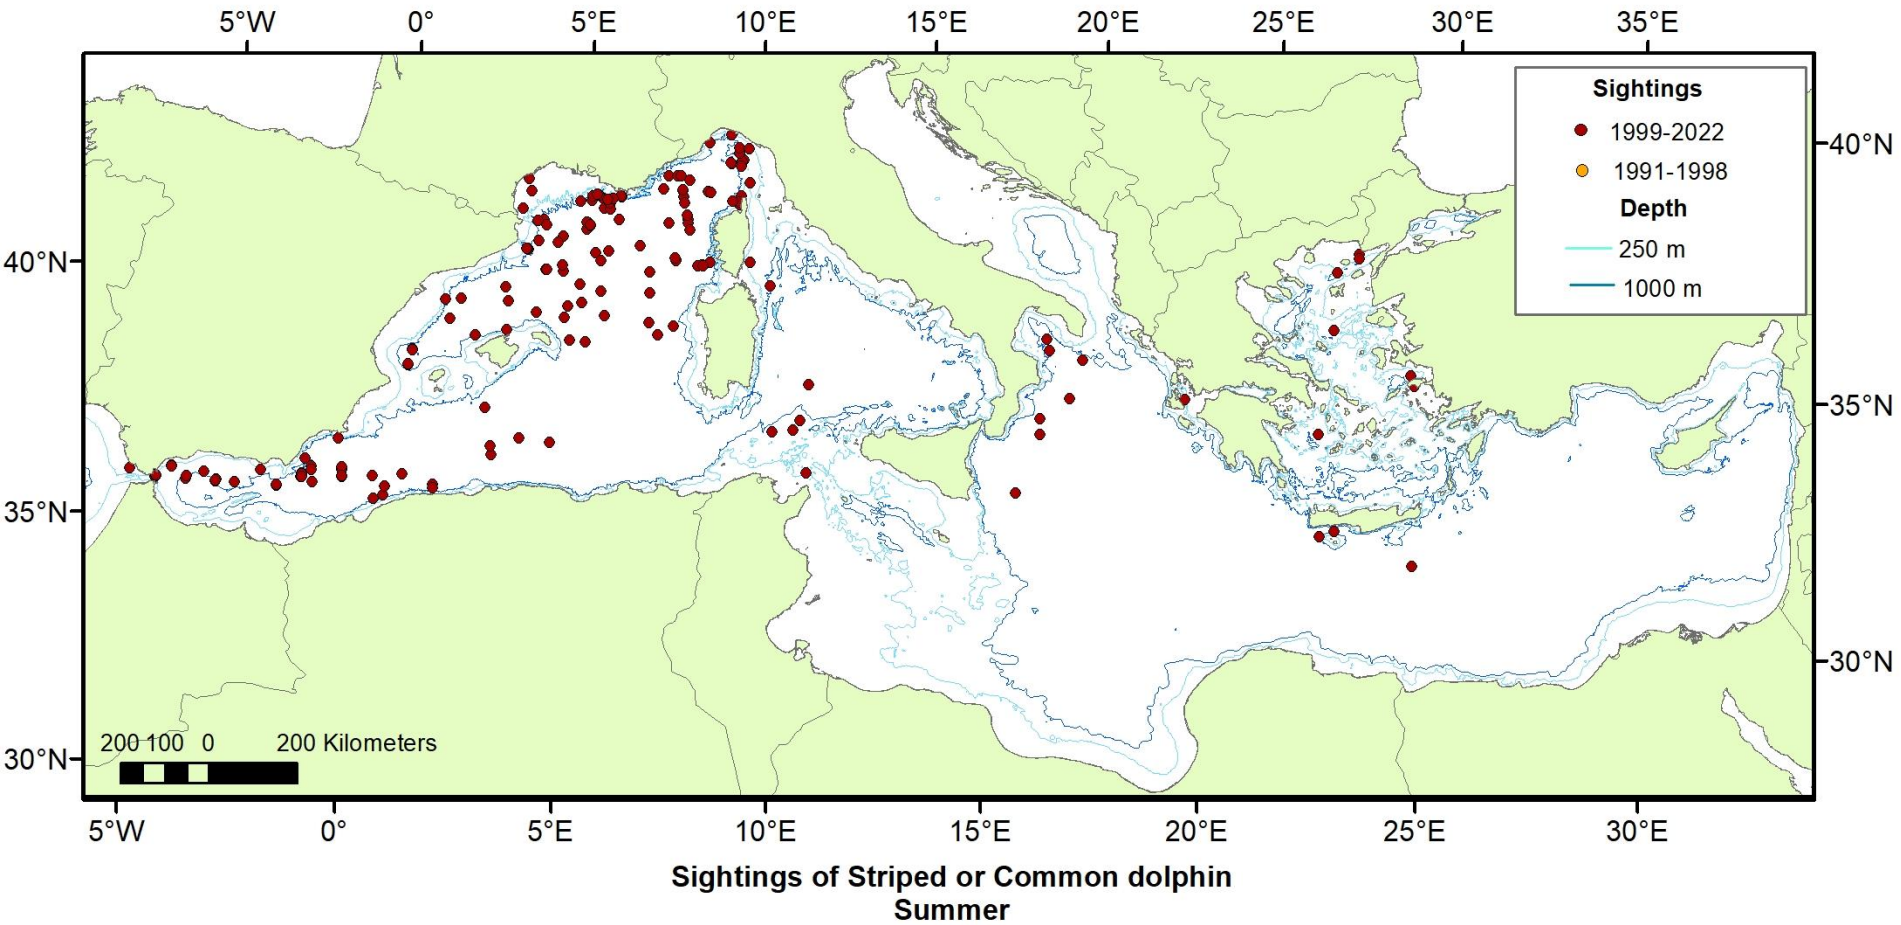 5°W 0° 5°E 10°E 15°E 20°E 25°E 30°E 35°E
Sightings
1999-2022
1991-1998
Depth
250 m
1000 m
40°N
35°N
30°N
40°N
35°N
30°N
200 100 0 200 Kilometers
5°W 0° 5°E 10°E 15°E 20°E 25°E 30°E
Sightings of Striped or Common dolphin
Summer